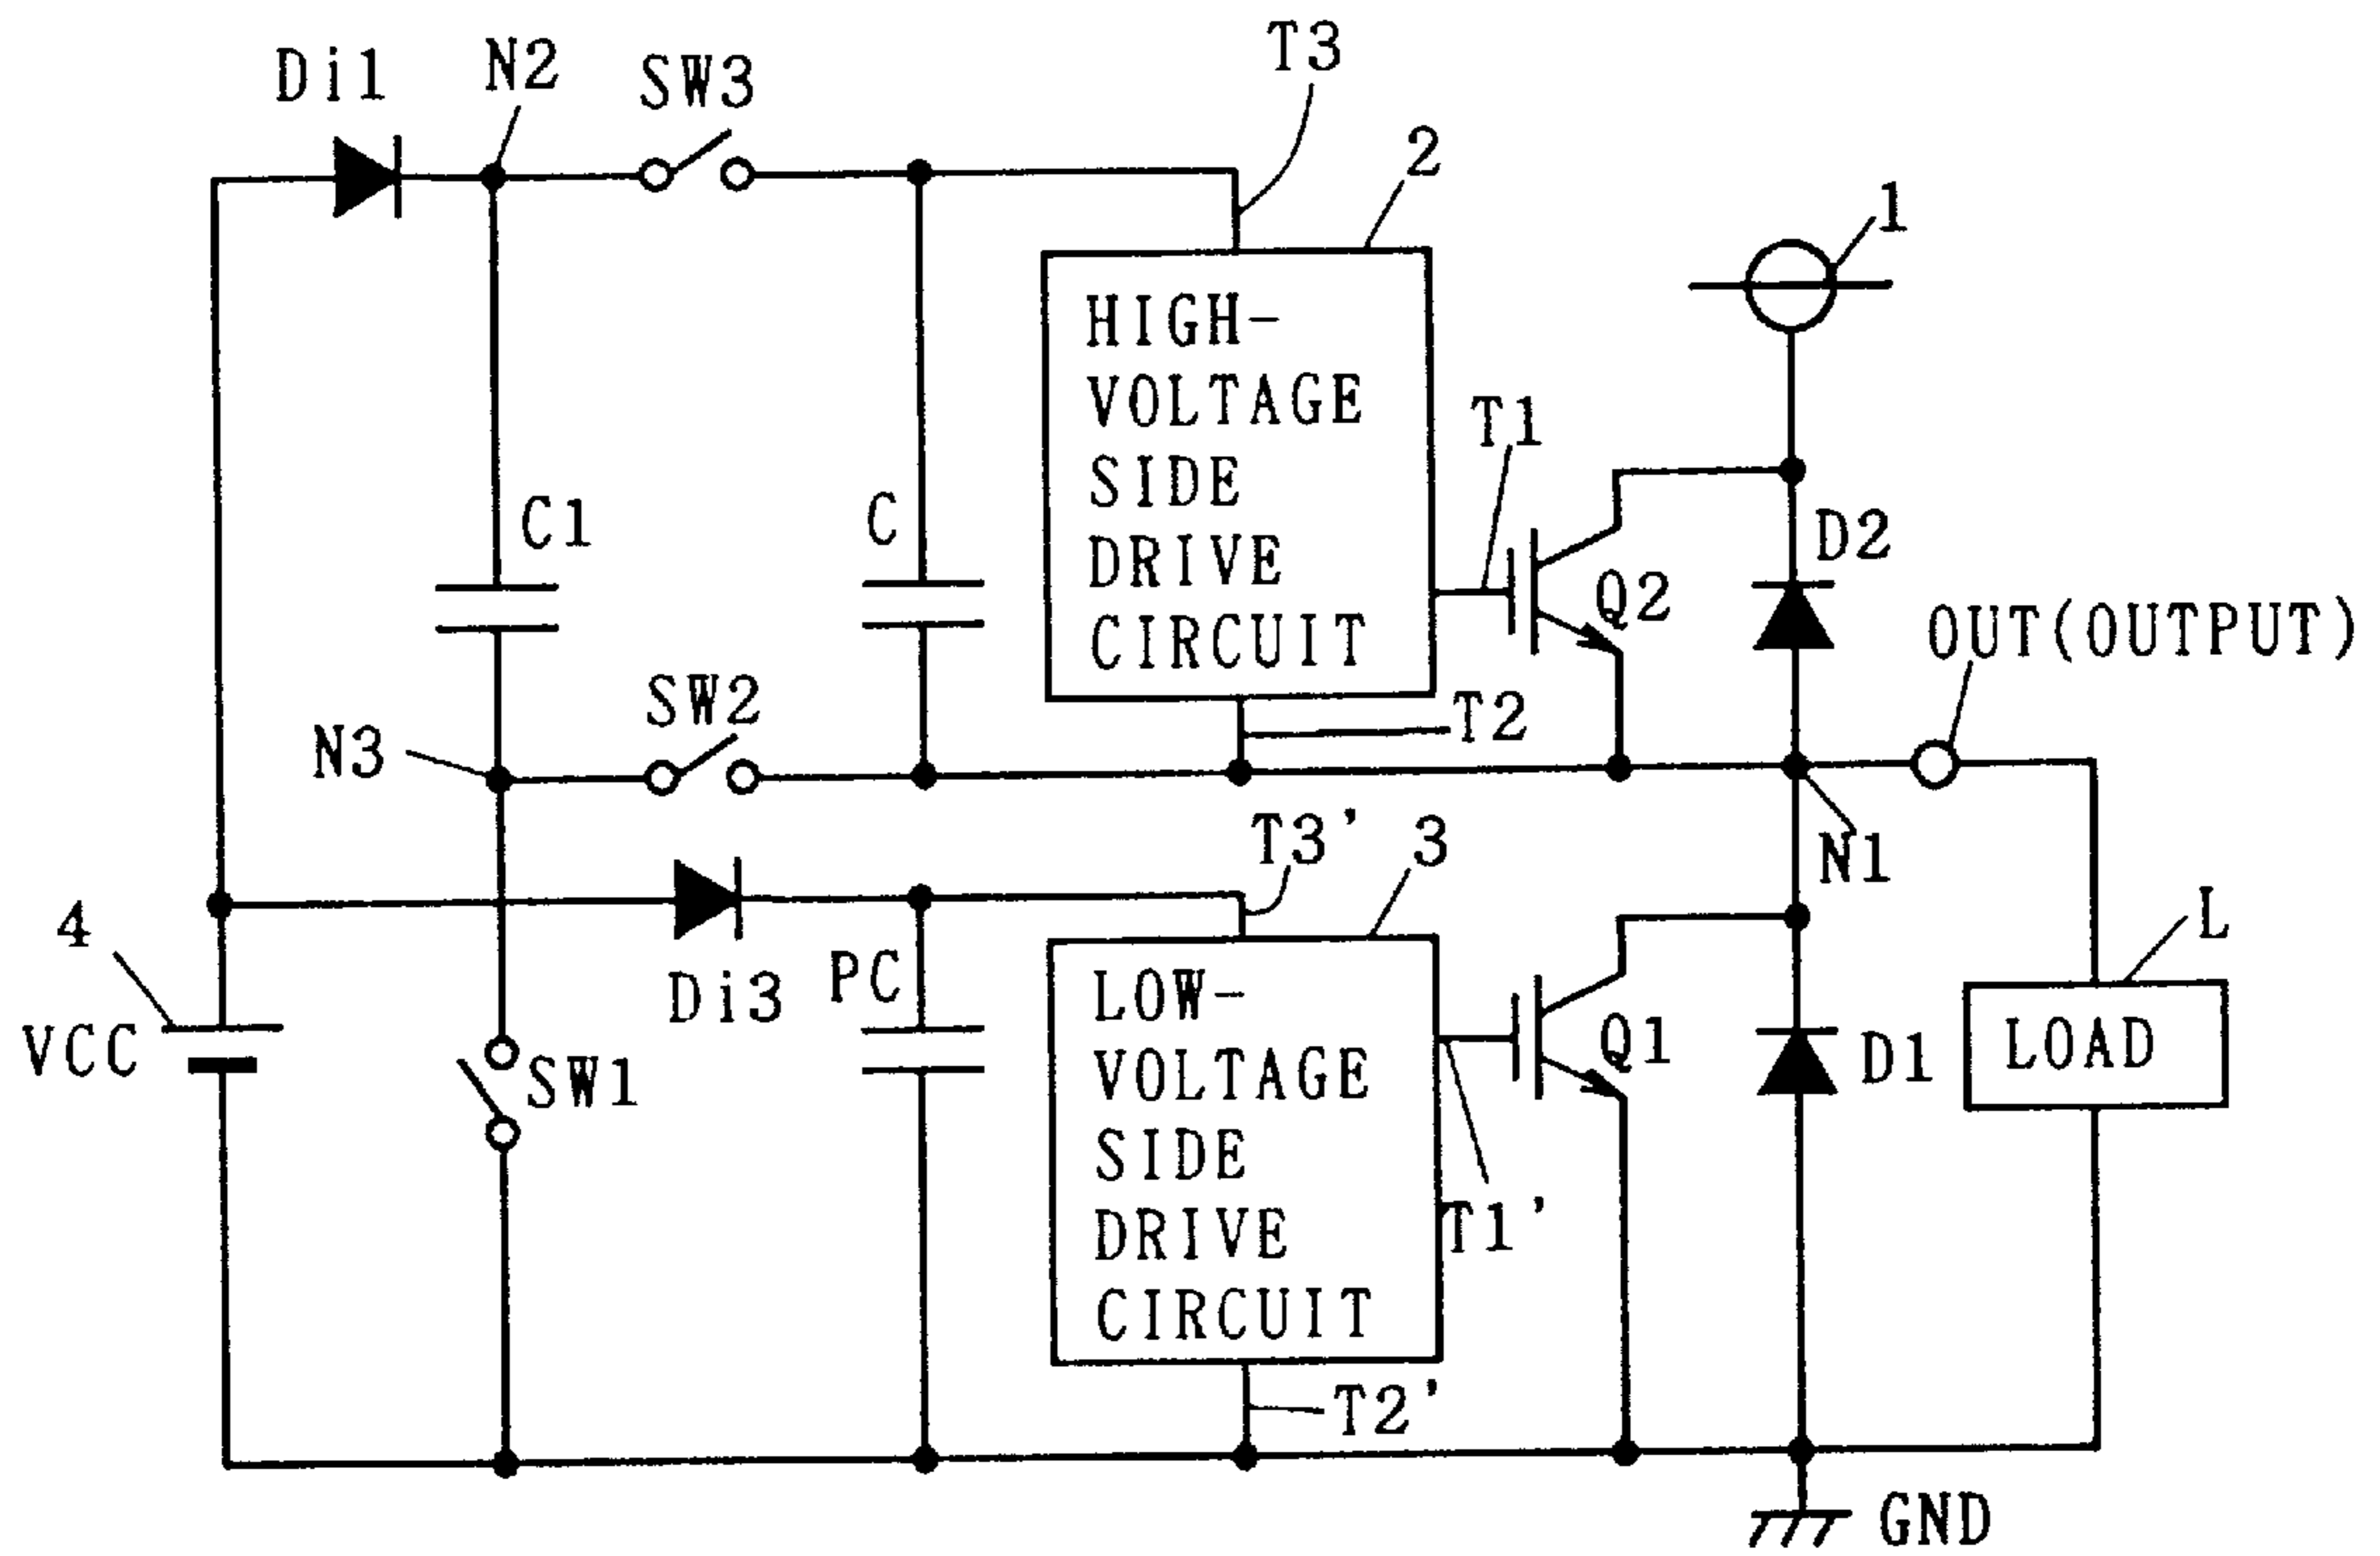 Di1
N2
SW3
T3
2
1
HIGH-
VOLTAGE
SIDE
DRIVE
CIRCUIT
T1
C1
C
D2
Q2
OUT(OUTPUT)
SW2
T2
N3
T3'
3
N1
4
Di3
PC
L
VCC
SW1
LOW-
VOLTAGE
SIDE
DRIVE
CIRCUIT
Q1
D1
LOAD
T1'
T2'
GND